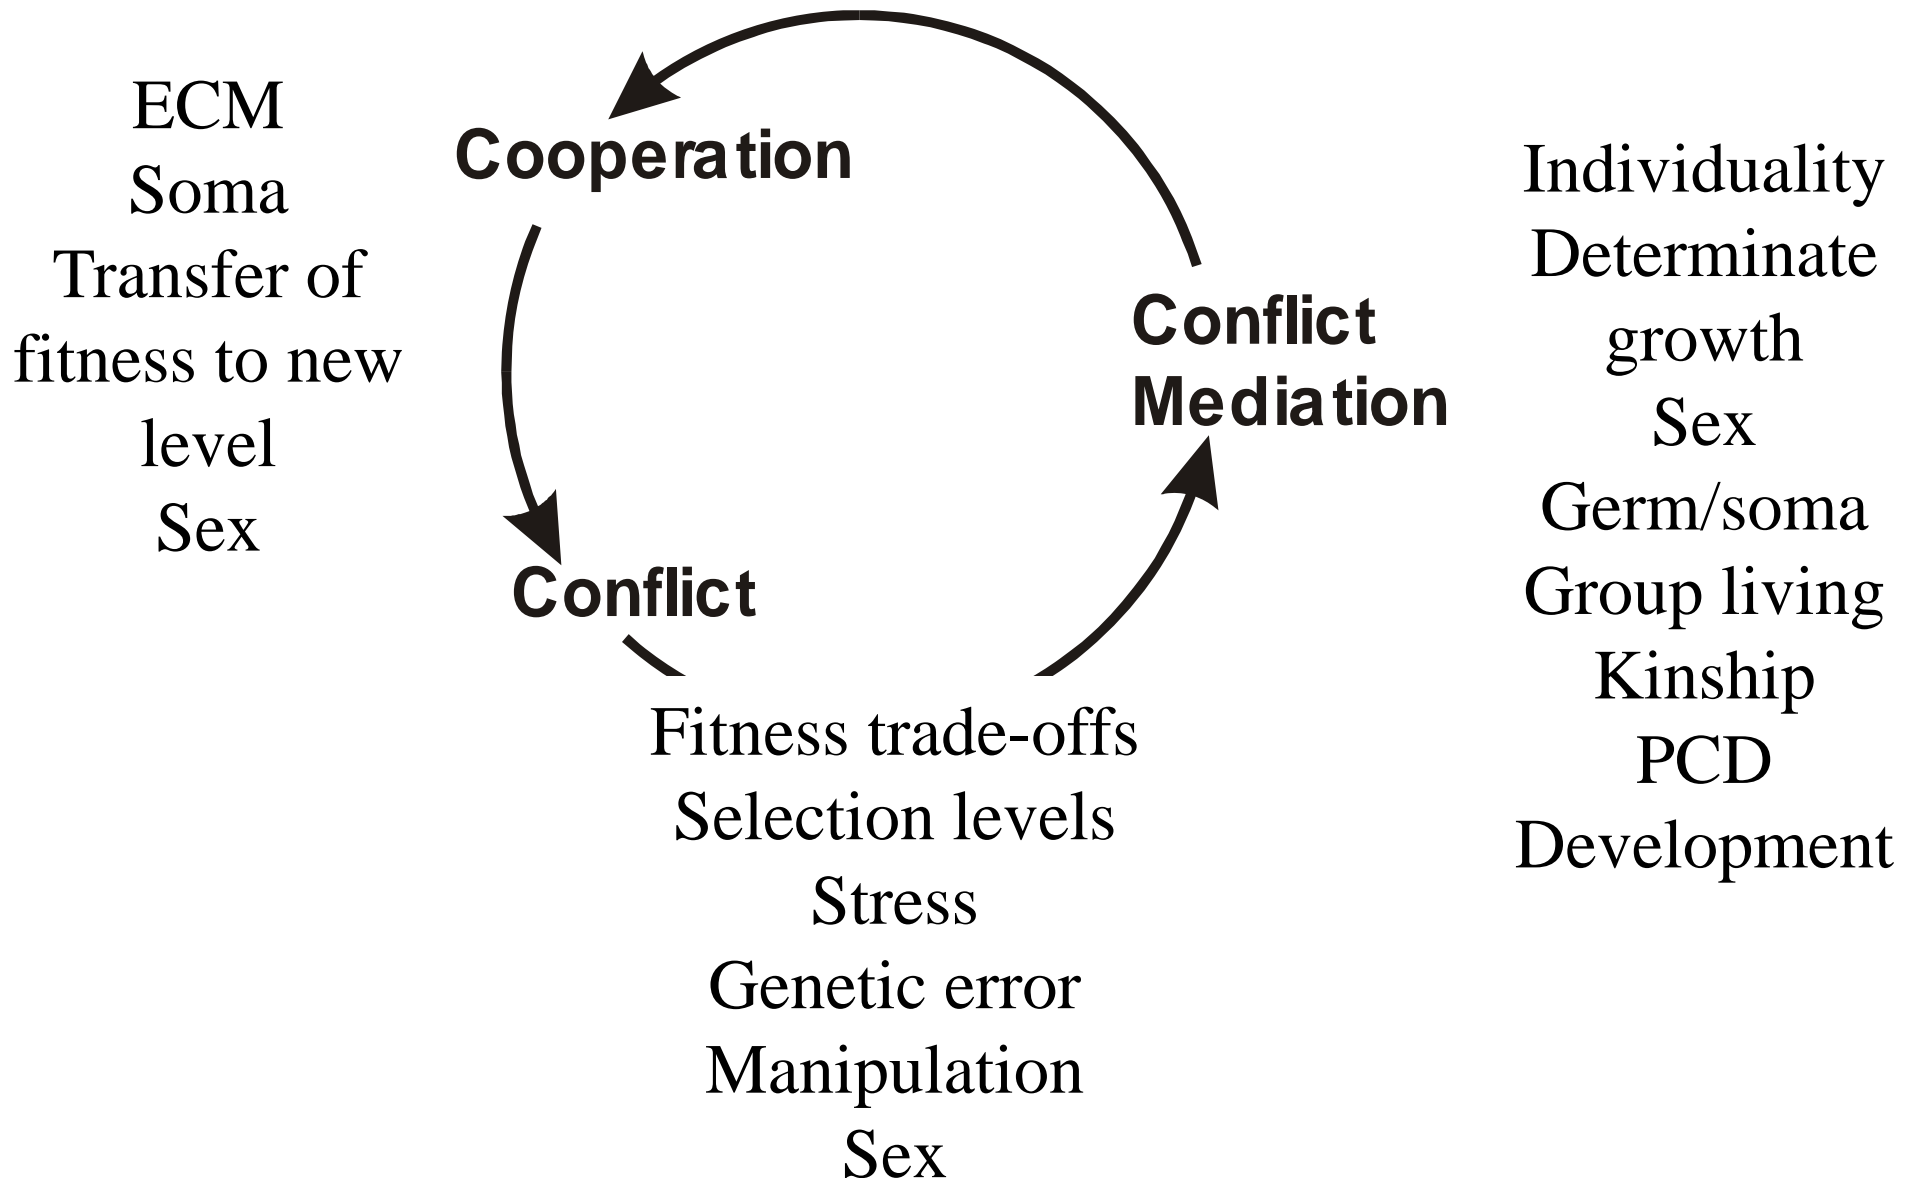 ECM
Soma
Transfer of
fitness to new
level
Sex
Cooperation
Conflict
Conflict
Mediation
Fitness trade-offs
Selection levels
Stress
Genetic error
Manipulation
Sex
Individuality
Determinate
growth
Sex
Germ/soma
Group living
Kinship
PCD
Development